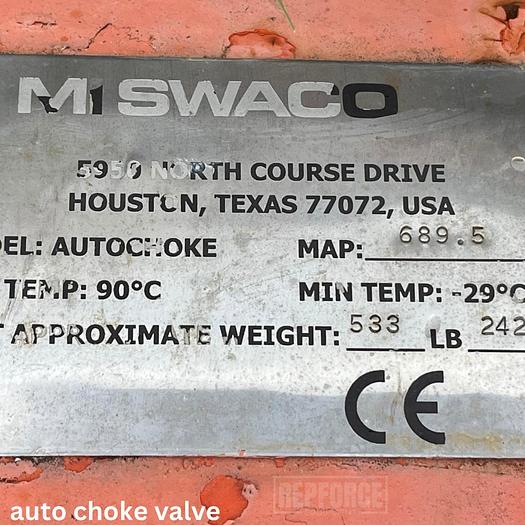 MI SWACO
5950 NORTH COURSE DRIVE
HOUSTON, TEXAS 77072, USA
DEL: AUTOCHOKE MAP: 689.5
TEMP: 90°C MIN TEMP: -29°C
T APPROXIMATE WEIGHT: 533 LB 242
CE
REPFORCE
auto choke valve